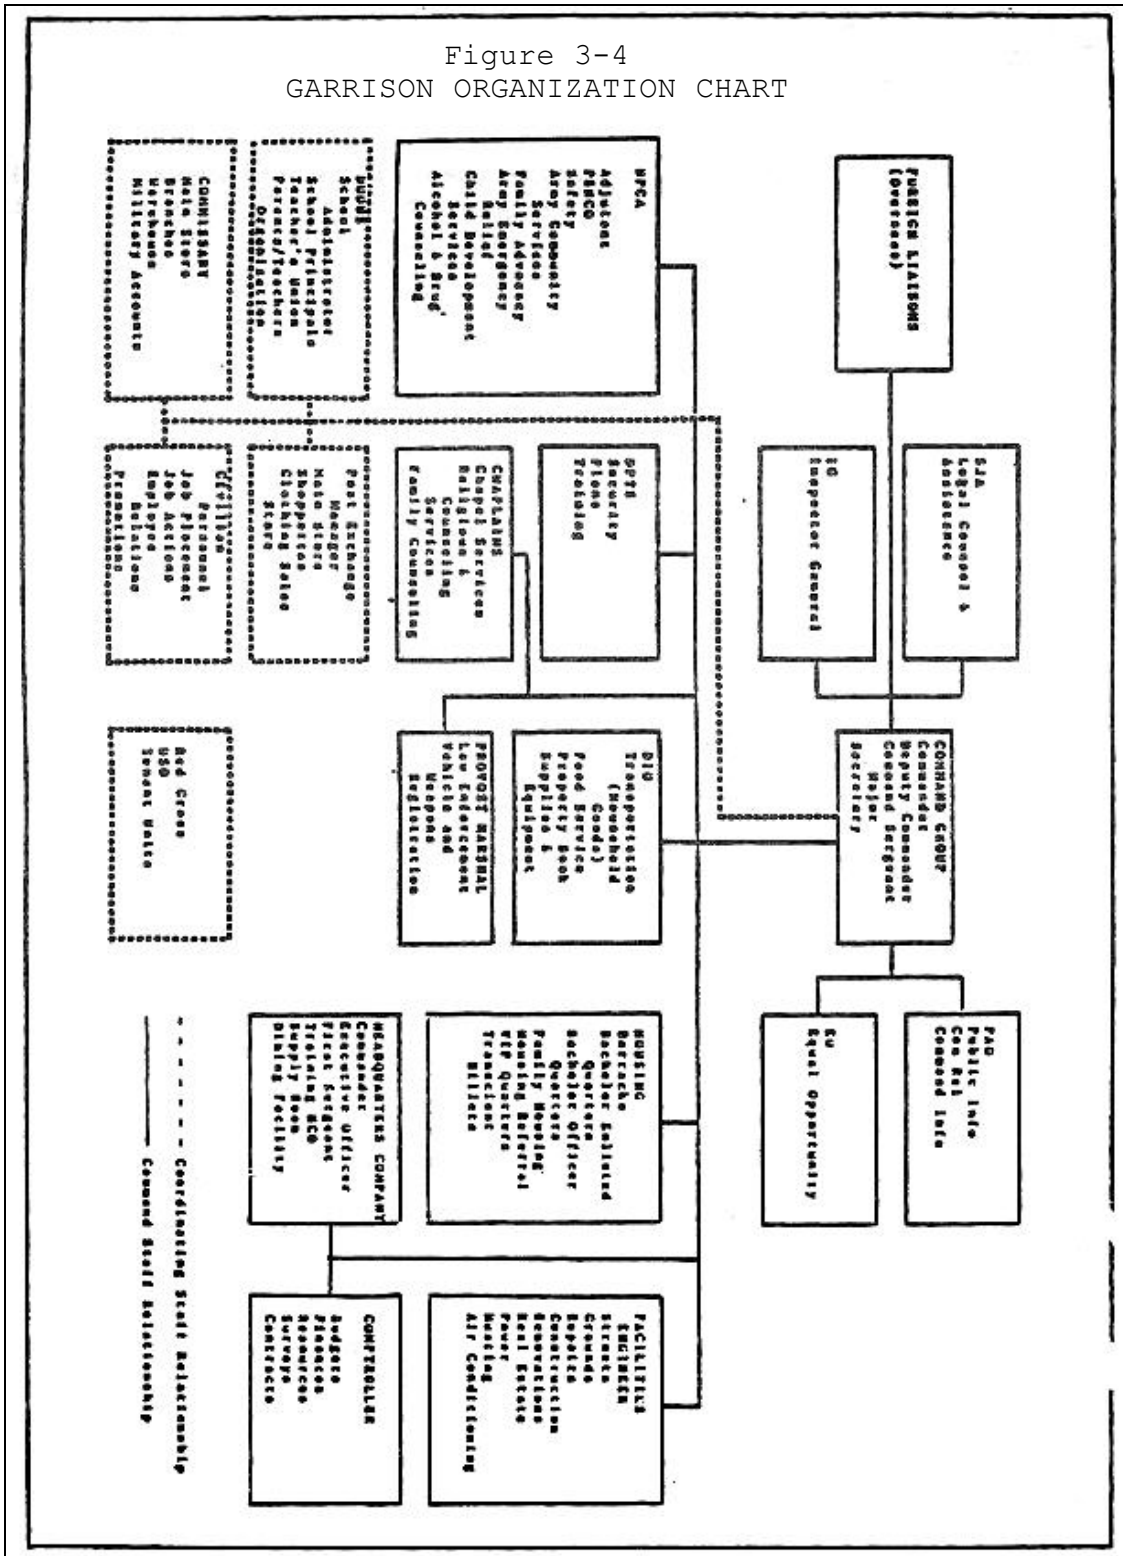 Figure 3-4
GARRISON ORGANIZATION CHART
FOREIGN LIAISONS
(Overseas)
SJA
Legal Counsel &
Assistance
IG
Inspector General
COMMAND GROUP
Commander
Deputy Commander
Command Sergeant
Major
Secretary
PAO
Public Info
Com Rel
Command Info
EO
Equal Opportunity
DPCA
Adjutant
Safety
Army Community
Services
Family Advocacy
Army Emergency
Relief
Child Development
Services
Alcohol & Drug
Counseling
DPTS
Security
Plans
Training
CHAPLAINS
Chapel Services
Religious &
Counseling
Services
Family Counseling
DIO
Transportation
(Household
Goods)
Food Service
Property Book
Supplies &
Equipment
PROVOST MARSHAL
Law Enforcement
Vehicle and
Weapons
Registration
HOUSING
Barracks
Bachelor Enlisted
Quarters
Bachelor Officer
Quarters
Family Housing
Housing Referral
VIP Quarters
Transient
Billets
FACILITIES
ENGINEER
Streets
Grounds
Repairs
Construction
Renovations
Real Estate
Power
Heating
Air Conditioning
HEADQUARTERS COMPANY
Commander
Executive Officer
First Sergeant
Training NCO
Supply Room
Dining Facility
COMPTROLLER
Budgets
Finances
Resources
Surveys
Contracts
School
Administrator
School Principals
Teacher's Union
Parents/Teachers
Organization
Post Exchange
Manager
Main Store
Shoppettes
Clothing Sales
Store
COMMISSARY
Main Store
Branches
Warehouse
Military Accounts
Civilian
Personnel
Job Placement
Job Actions
Employee
Relations
Promotions
Red Cross
USO
Tenant Units
- - - - - - Coordinating Staff Relationship
Command Staff Relationship